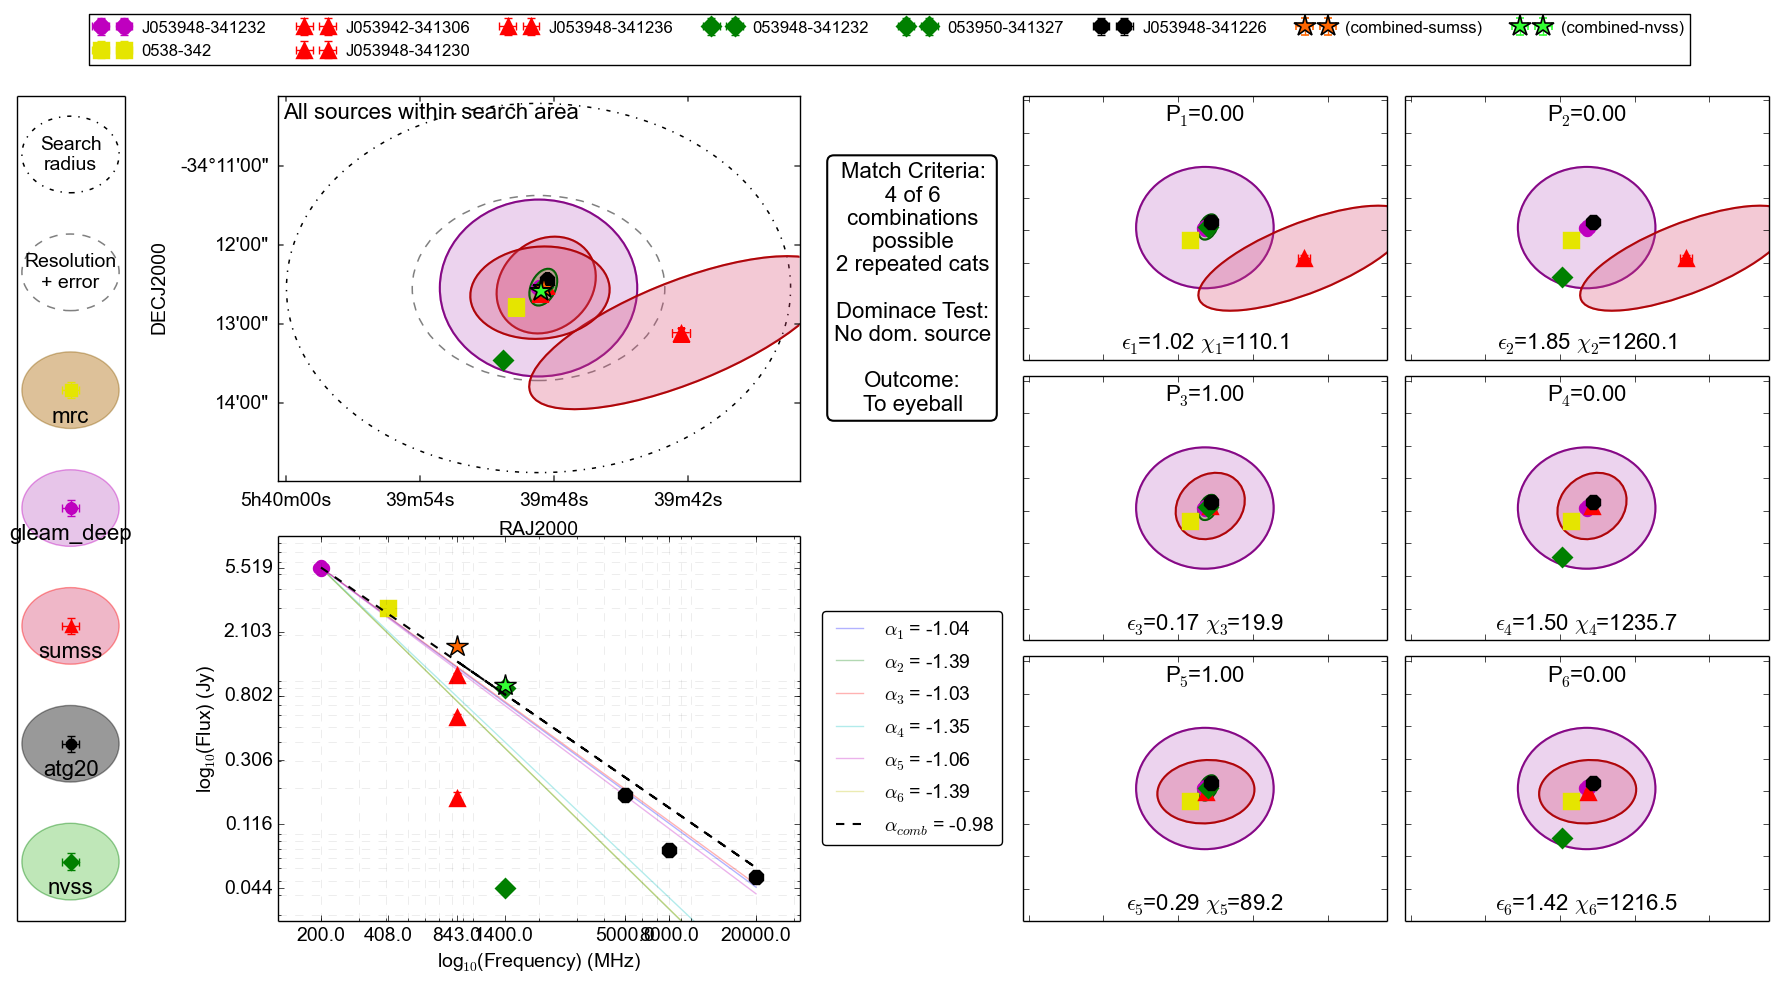 J053948-341232
J053942-341306
J053948-341236
053948-341232
053950-341327
J053948-341226
(combined-sumss)
(combined-nvss)
0538-342
J053948-341230
Search
radius
Resolution
+ error
mrc
gleam_deep
sumss
atg20
nvss
All sources within search area
DECJ2000
-34°11'00"
12'00"
13'00"
14'00"
5h40m00s
39m54s
39m48s
39m42s
RAJ2000
log10(Flux) (Jy)
5.519
2.103
0.802
0.306
0.116
0.044
200.0
408.0
843.0
1400.0
5000.0
8000.0
20000.0
log10(Frequency) (MHz)
Match Criteria:
4 of 6
combinations
possible
2 repeated cats
Dominace Test:
No dom. source
Outcome:
To eyeball
α1 = -1.04
α2 = -1.39
α3 = -1.03
α4 = -1.35
α5 = -1.06
α6 = -1.39
αcomb = -0.98
P1=0.00
ϵ1=1.02 χ1=110.1
P2=0.00
ϵ2=1.85 χ2=1260.1
P3=1.00
ϵ3=0.17 χ3=19.9
P4=0.00
ϵ4=1.50 χ4=1235.7
P5=1.00
ϵ5=0.29 χ5=89.2
P6=0.00
ϵ6=1.42 χ6=1216.5